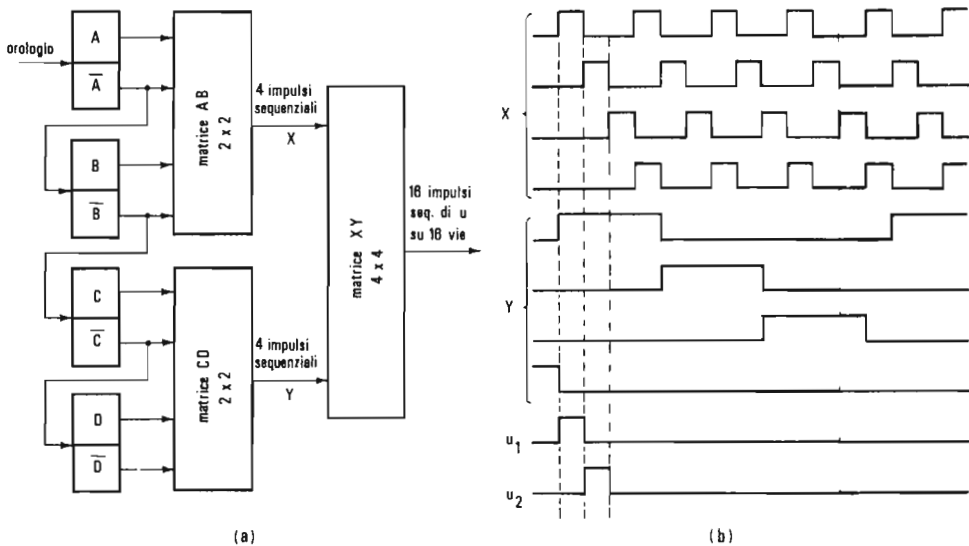 orologio
A
A̅
B
B̅
C
C̅
D
D̅
matrice AB
2 x 2
matrice CD
2 x 2
4 impulsi
sequenziali
X
4 impulsi
sequenziali
Y
matrice XY
4 x 4
16 impulsi
seq. di u
su 16 vie
(a)
X
Y
u1
u2
(b)